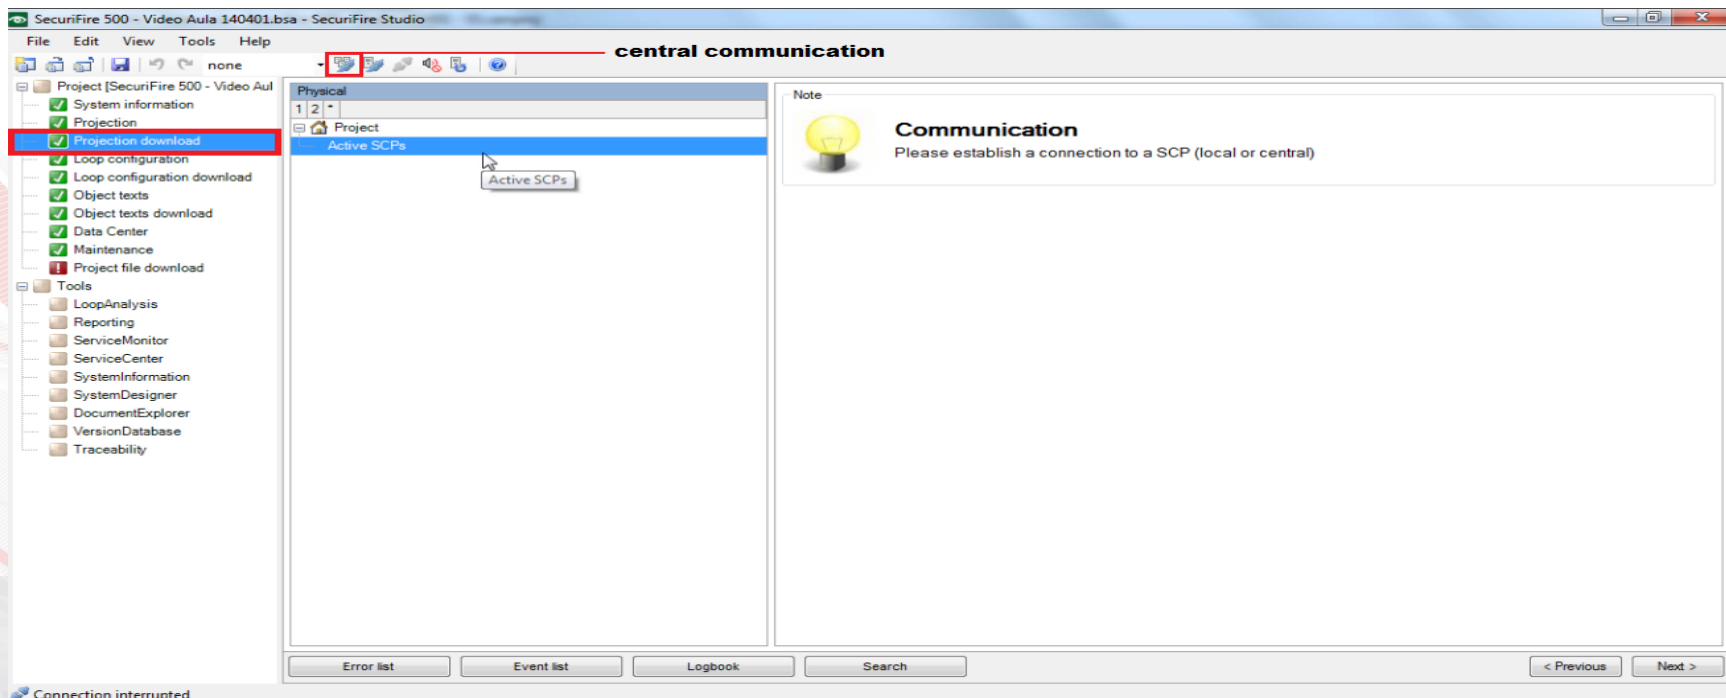 SecuriFire 500 - Video Aula 140401.bsa - SecuriFire Studio
File Edit View Tools Help
none
central communication
Project [SecuriFire 500 - Video Aul
System information
Projection
Projection download
Loop configuration
Loop configuration download
Object texts
Object texts download
Data Center
Maintenance
Project file download
Tools
LoopAnalysis
Reporting
ServiceMonitor
ServiceCenter
SystemInformation
SystemDesigner
DocumentExplorer
VersionDatabase
Traceability
Physical
1 2 *
Project
Active SCPs
Active SCPs
Note
Communication
Please establish a connection to a SCP (local or central)
Error list Event list Logbook Search < Previous Next >
Connection interrupted